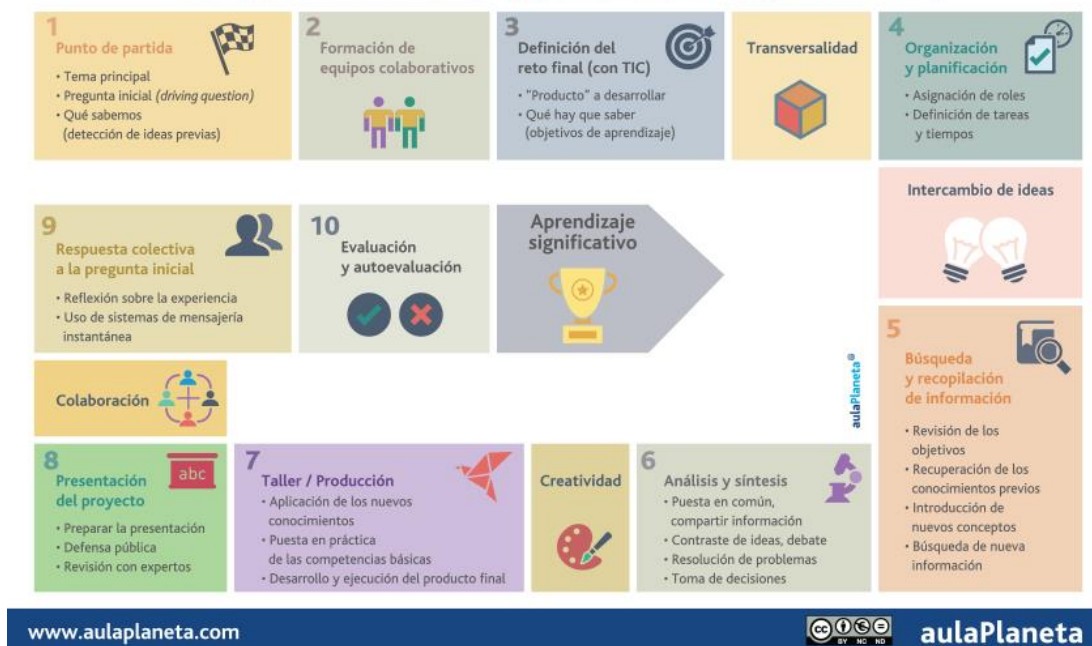 1
Punto de partida
• Tema principal
• Pregunta inicial (driving question)
• Qué sabemos
(detección de ideas previas)
2
Formación de
equipos colaborativos
3
Definición del
reto final (con TIC)
• "Producto" a desarrollar
• Qué hay que saber
(objetivos de aprendizaje)
Transversalidad
4
Organización
y planificación
• Asignación de roles
• Definición de tareas
y tiempos
Intercambio de ideas
5
Búsqueda
y recopilación
de información
• Revisión de los
objetivos
• Recuperación de los
conocimientos previos
• Introducción de
nuevos conceptos
• Búsqueda de nueva
información
6
Análisis y síntesis
• Puesta en común,
compartir información
• Contraste de ideas, debate
• Resolución de problemas
• Toma de decisiones
Creatividad
7
Taller / Producción
• Aplicación de los nuevos
conocimientos
• Puesta en práctica
de las competencias básicas
• Desarrollo y ejecución del producto final
8
abc
Presentación
del proyecto
• Preparar la presentación
• Defensa pública
• Revisión con expertos
Colaboración
9
Respuesta colectiva
a la pregunta inicial
• Reflexión sobre la experiencia
• Uso de sistemas de mensajería
instantánea
10
Evaluación
y autoevaluación
Aprendizaje
significativo
aulaPlaneta
www.aulaplaneta.com
cc
BY NC ND
aulaPlaneta